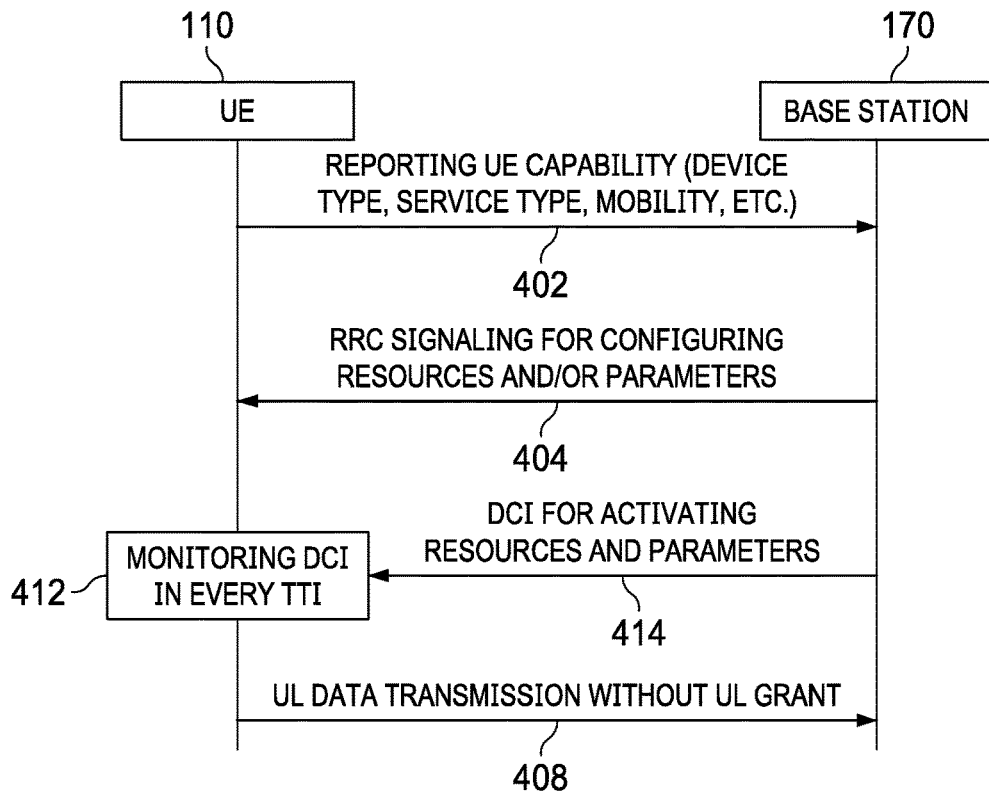 110
170
UE
BASE STATION
REPORTING UE CAPABILITY (DEVICE
TYPE, SERVICE TYPE, MOBILITY, ETC.)
402
RRC SIGNALING FOR CONFIGURING
RESOURCES AND/OR PARAMETERS
404
DCI FOR ACTIVATING
RESOURCES AND PARAMETERS
412
MONITORING DCI
IN EVERY TTI
414
UL DATA TRANSMISSION WITHOUT UL GRANT
408